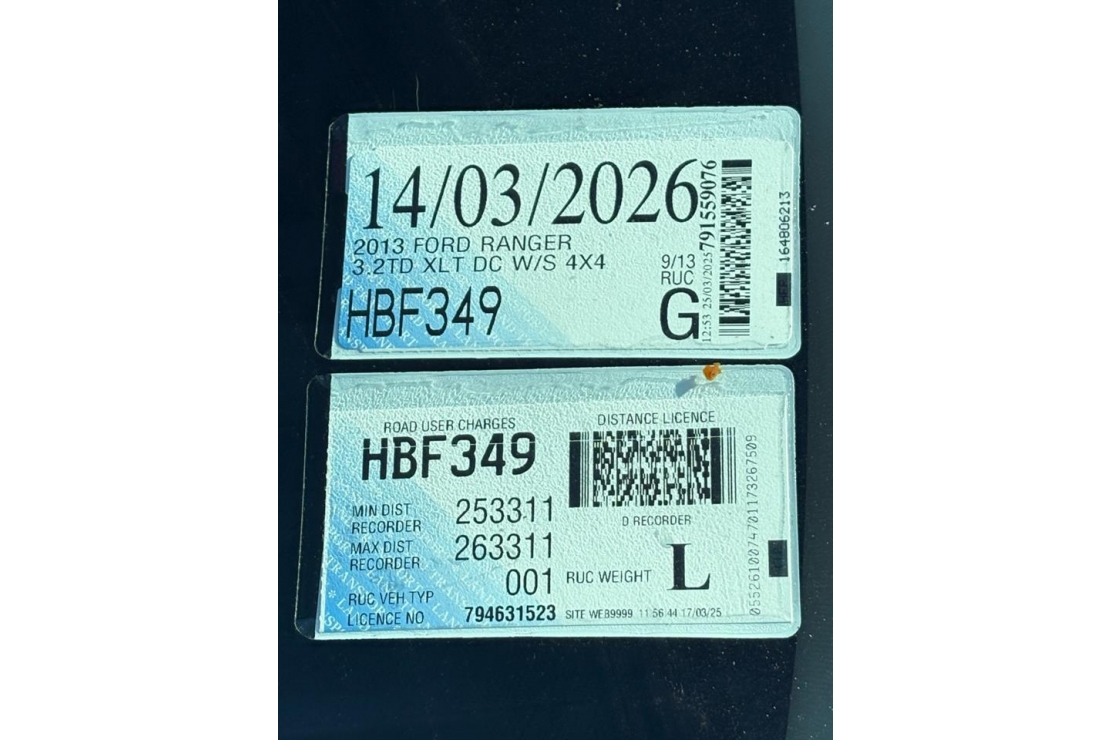 14/03/2026
2013 FORD RANGER
3.2TD XLT DC W/S 4X4
9/13
RUC
HBF349
G
12:53 25/03/2025
791559076
164806213
ROAD USER CHARGES
DISTANCE LICENCE
HBF349
MIN DIST
RECORDER
253311
D RECORDER
MAX DIST
RECORDER
263311
RUC VEH TYP
001
RUC WEIGHT L
LICENCE NO 794631523
SITE WEB9999 11 56 44 17/03/25
0552610074701173267509